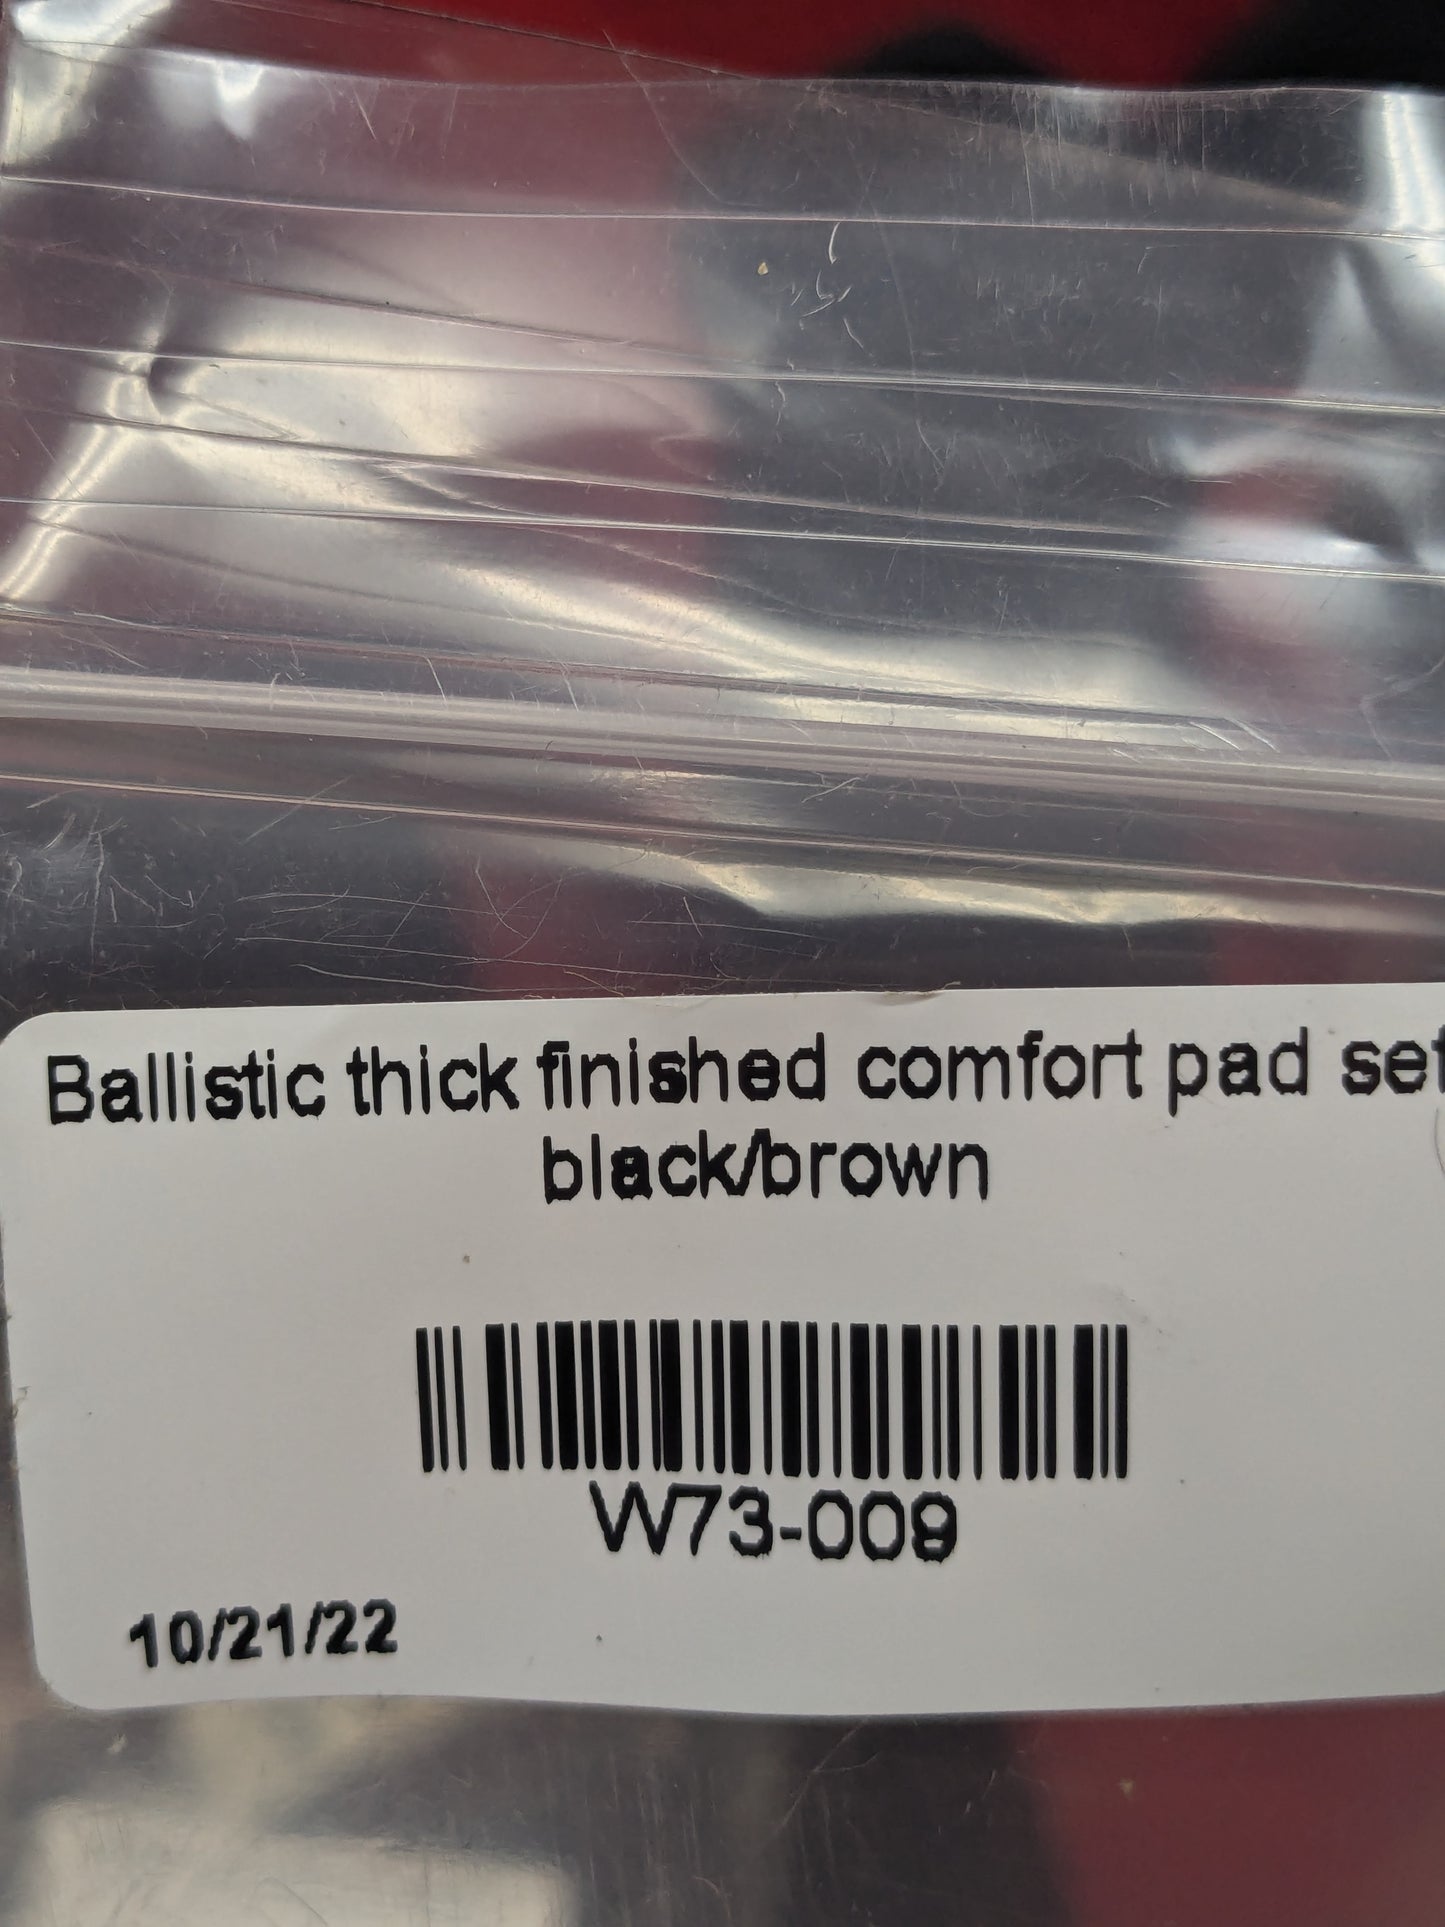 Ballistic thick finished comfort pad set
black/brown
W73-009
10/21/22